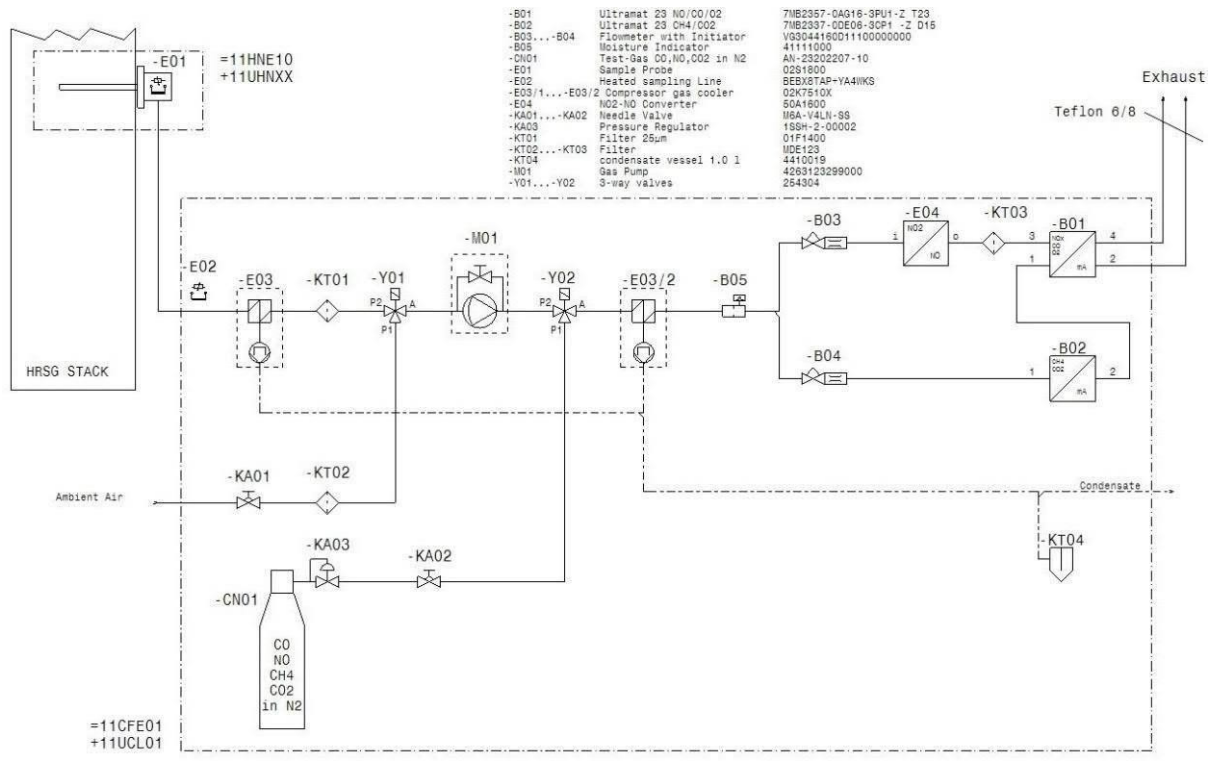 -B01 Ultramat 23 NO/CO/O2 7MB2357-0AG16-3PU1-Z T23
-B02 Ultramat 23 CH4/CO2 7MB2337-0DE06-3CP1 -Z D15
-B03...-B04 Flowmeter with Initiator VG3044160D11100000000
-B05 Moisture Indicator 41111000
-CN01 Test-Gas CO,NO,CO2 in N2 AN-23202207-10
-E01 Sample Probe 02S1800
-E02 Heated sampling Line BEBX8TAP+YA4WKS
-E03/1...-E03/2 Compressor gas cooler 02K7510X
-E04 NO2-NO Converter 50A1600
-KA01...-KA02 Needle Valve M6A-V4LN-SS
-KA03 Pressure Regulator 1SSH-2-00002
-KT01 Filter 25µm 01F1400
-KT02...-KT03 Filter MDE123
-KT04 condensate vessel 1.0 l 4410019
-M01 Gas Pump 4263123299000
-Y01...-Y02 3-way valves 254304
-E01
=11HNE10
+11UHNXX
Exhaust
Teflon 6/8
HRSG STACK
-E02
-E03
-KT01
-Y01
P2 A
P1
-M01
-Y02
P2 A
P1
-E03/2
-B05
-B03
i
-E04
NO2
NO
o
-KT03
-B01
3 4
1 2
NOx
CO
O2
mA
-B04
-B02
1 2
CH4
CO2
mA
Ambient Air
-KA01
-KT02
Condensate
-KT04
-KA03
-KA02
-CN01
CO
NO
CH4
CO2
in N2
=11CFE01
+11UCL01